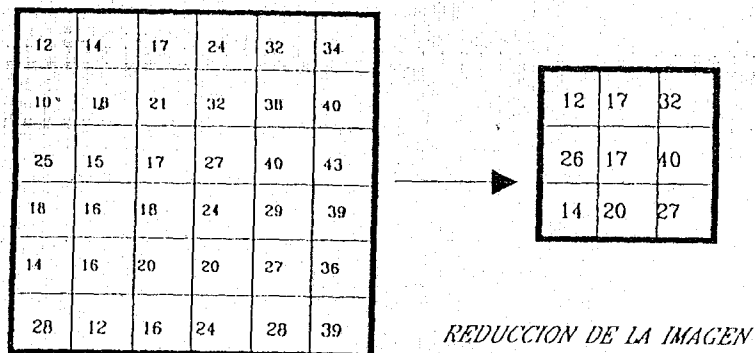 12 14 17 24 32 34
10 18 21 32 38 40
25 15 17 27 40 43
18 16 18 24 29 39
14 16 20 20 27 36
28 12 16 24 28 39
12 17 32
26 17 40
14 20 27
REDUCCION DE LA IMAGEN